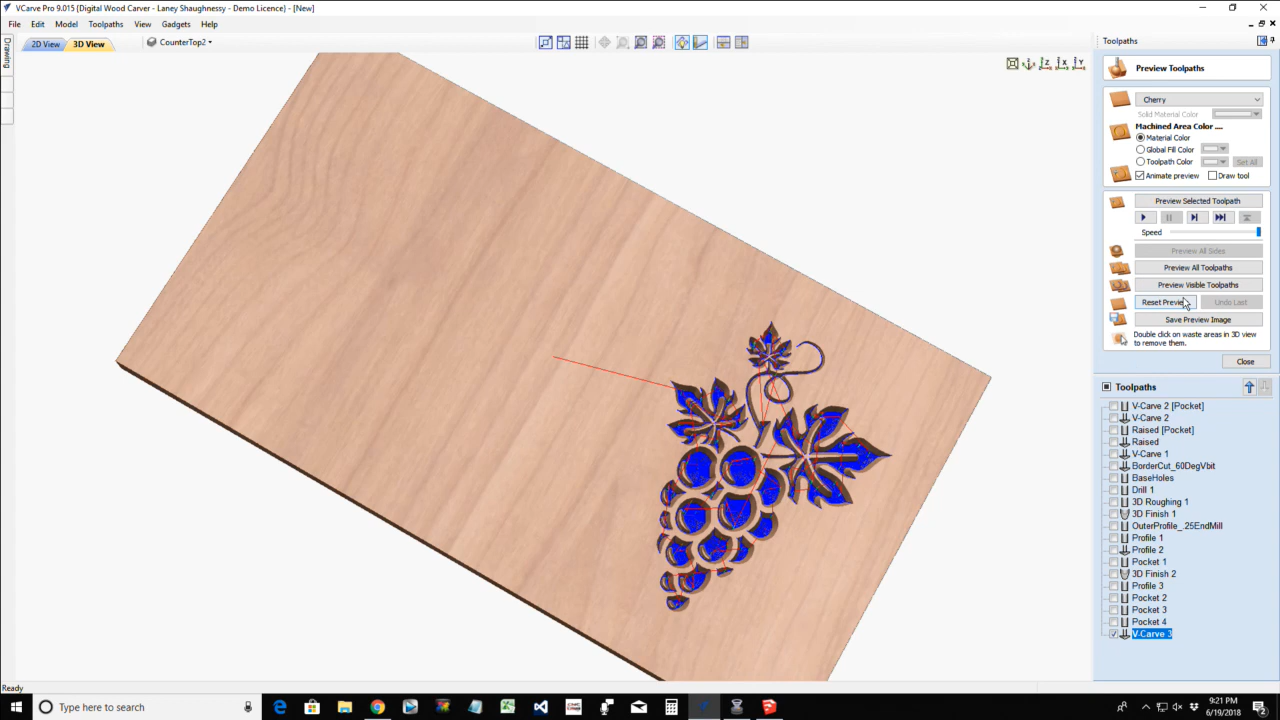 VCarve Pro 9.015 {Digital Wood Carver - Laney Shaughnessy - Demo Licence} - [New]
File Edit Model Toolpaths View Gadgets Help
2D View 3D View CounterTop2
Drawing
Toolpaths
Preview Toolpaths
Cherry
Solid Material Color
Machined Area Color ....
Material Color
Global Fill Color
Toolpath Color Set All
Animate preview Draw tool
Preview Selected Toolpath
Speed
Preview All Sides
Preview All Toolpaths
Preview Visible Toolpaths
Reset Preview Undo Last
Save Preview Image
Double click on waste areas in 3D view
to remove them.
Close
Toolpaths
V-Carve 2 [Pocket]
V-Carve 2
Raised [Pocket]
Raised
V-Carve 1
BorderCut_60DegVbit
BaseHoles
Drill 1
3D Roughing 1
3D Finish 1
OuterProfile_.25EndMill
Profile 1
Profile 2
Pocket 1
3D Finish 2
Profile 3
Pocket 2
Pocket 3
Pocket 4
V-Carve 3
Ready
Type here to search
9:21 PM
6/19/2018
2